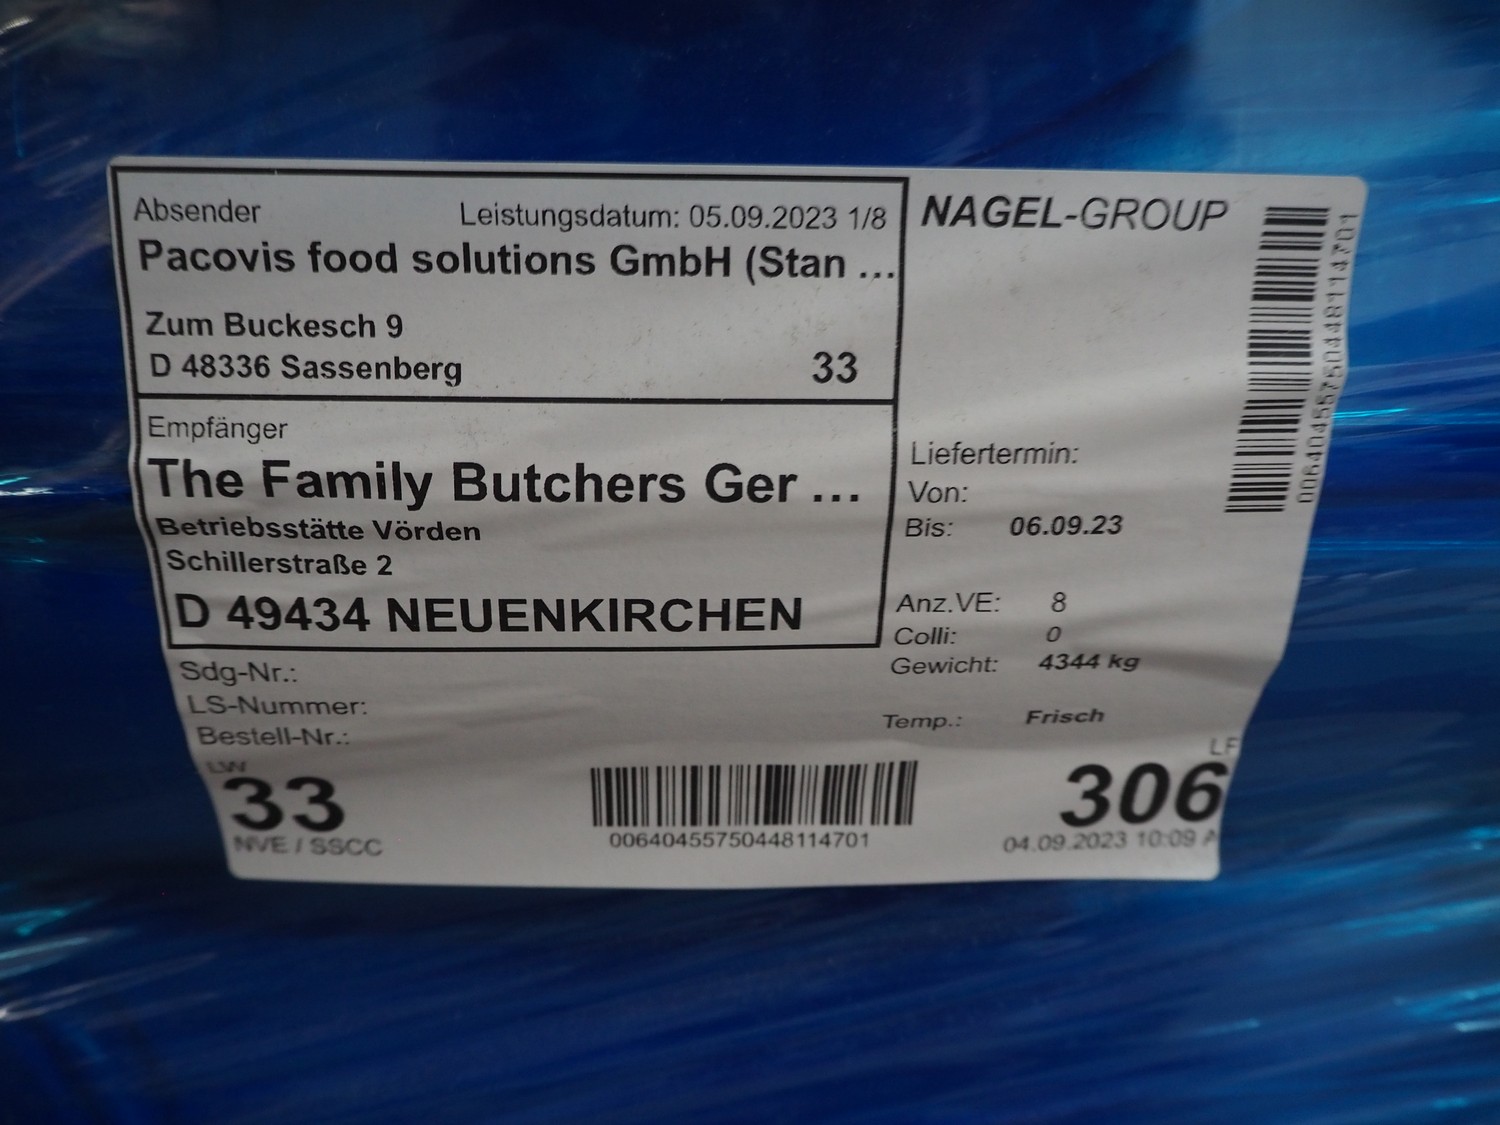 Absender Leistungsdatum: 05.09.2023 1/8
Pacovis food solutions GmbH (Stan ...
Zum Buckesch 9
D 48336 Sassenberg 33
Empfänger
The Family Butchers Ger ...
Betriebsstätte Vörden
Schillerstraße 2
D 49434 NEUENKIRCHEN
NAGEL-GROUP
00640455750448114701
Liefertermin:
Von:
Bis: 06.09.23
Anz.VE: 8
Colli: 0
Gewicht: 4344 kg
Temp.: Frisch
Sdg-Nr.:
LS-Nummer:
Bestell-Nr.:
LW
33
NVE / SSCC
00640455750448114701
LF
306
04.09.2023 10:09 A